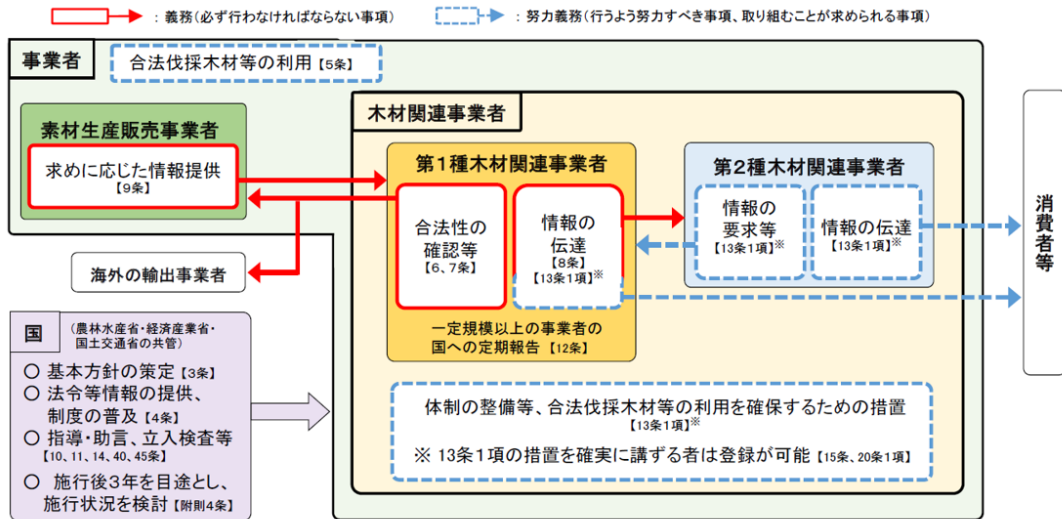 ：義務（必ず行わなければならない事項）
：努力義務（行うよう努力すべき事項、取り組むことが求められる事項）
事業者
合法伐採木材等の利用【5条】
素材生産販売事業者
求めに応じた情報提供
【9条】
海外の輸出事業者
木材関連事業者
第１種木材関連事業者
合法性の
確認等
【6、7条】
情報の
伝達
【8条】
【13条1項】※
一定規模以上の事業者の
国への定期報告【12条】
第２種木材関連事業者
情報の
要求等
【13条1項】※
情報の伝達
【13条1項】※
消費者等
体制の整備等、合法伐採木材等の利用を確保するための措置
【13条1項】※
※ 13条1項の措置を確実に講ずる者は登録が可能【15条、20条1項】
国
（農林水産省・経済産業省・
国土交通省の共管）
○ 基本方針の策定【3条】
○ 法令等情報の提供、
制度の普及【4条】
○ 指導・助言、立入検査等
【10、11、14、40、45条】
○ 施行後３年を目途とし、
施行状況を検討【附則4条】